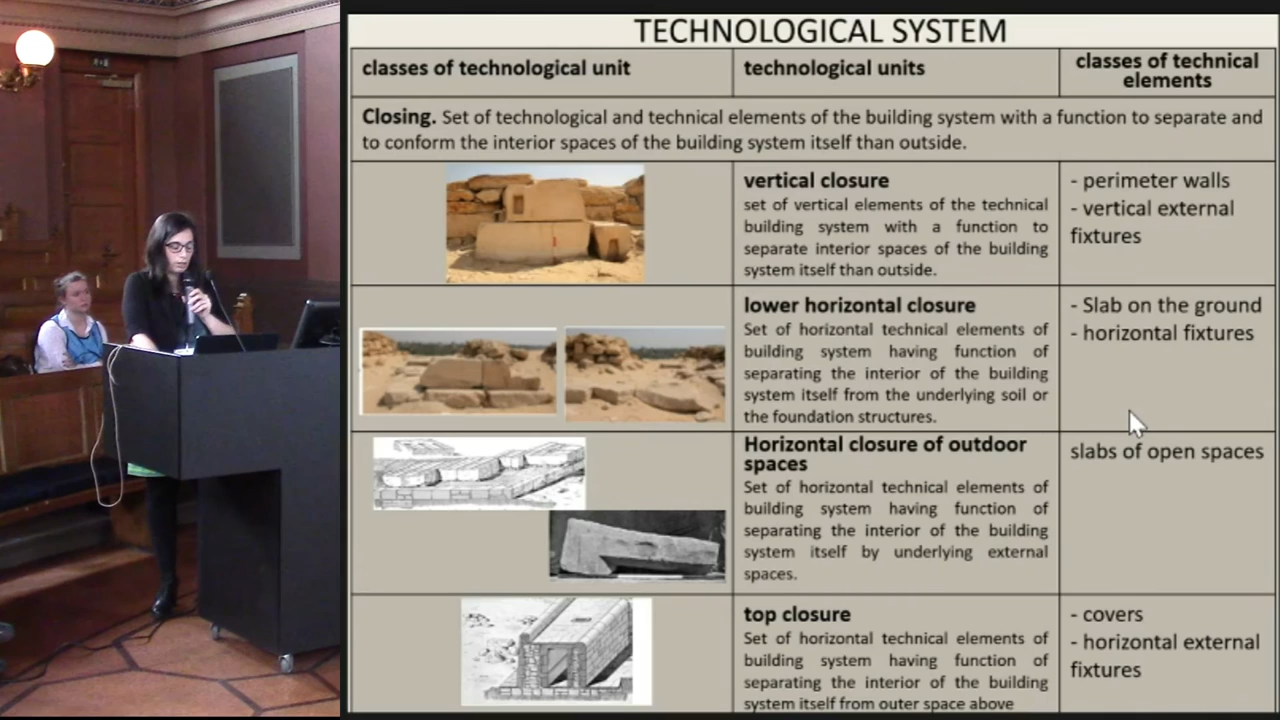 TECHNOLOGICAL SYSTEM
classes of technological unit
technological units
classes of technical
elements
Closing. Set of technological and technical elements of the building system with a function to separate and
to conform the interior spaces of the building system itself than outside.
vertical closure
set of vertical elements of the technical
building system with a function to
separate interior spaces of the building
system itself than outside.
- perimeter walls
- vertical external
fixtures
lower horizontal closure
Set of horizontal technical elements of
building system having function of
separating the interior of the building
system itself from the underlying soil or
the foundation structures.
- Slab on the ground
- horizontal fixtures
Horizontal closure of outdoor
spaces
Set of horizontal technical elements of
building system having function of
separating the interior of the building
system itself by underlying external
spaces.
slabs of open spaces
top closure
Set of horizontal technical elements of
building system having function of
separating the interior of the building
system itself from outer space above
- covers
- horizontal external
fixtures